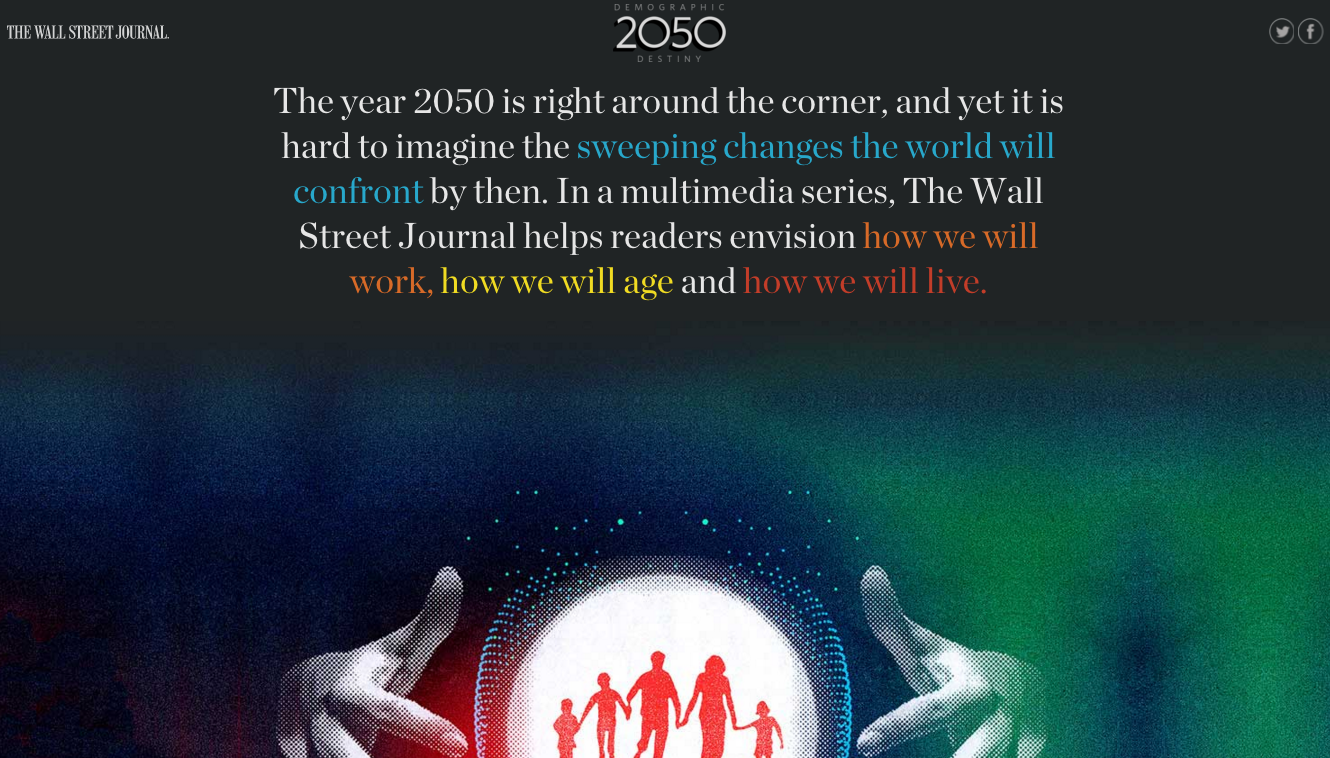 DEMOGRAPHIC
THE WALL STREET JOURNAL.
2050
DESTINY
The year 2050 is right around the corner, and yet it is
hard to imagine the sweeping changes the world will
confront by then. In a multimedia series, The Wall
Street Journal helps readers envision how we will
work, how we will age and how we will live.